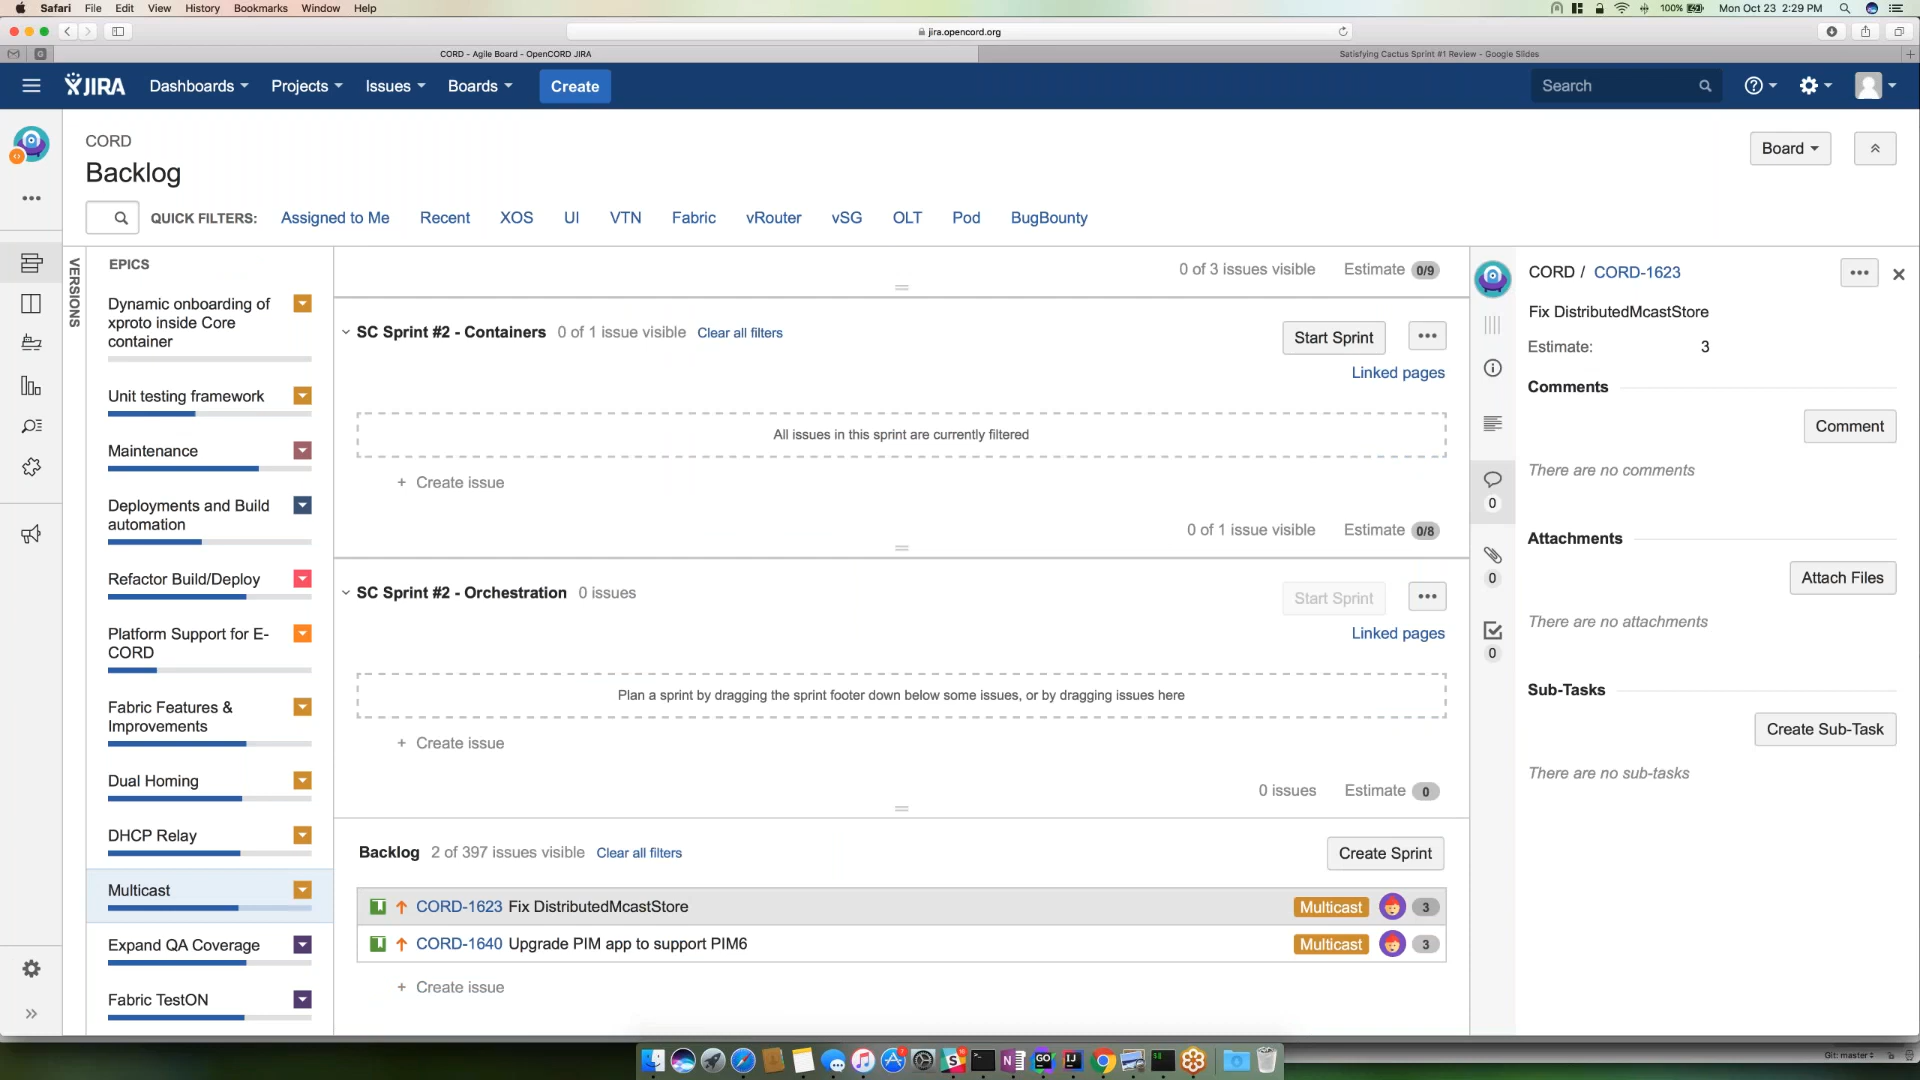 Safari File Edit View History Bookmarks Window Help
100% Mon Oct 23 2:29 PM
jira.opencord.org
CORD - Agile Board - OpenCORD JIRA
Satisfying Cactus Sprint #1 Review - Google Slides
JIRA Dashboards Projects Issues Boards Create Search
CORD
Backlog
Board
QUICK FILTERS: Assigned to Me Recent XOS UI VTN Fabric vRouter vSG OLT Pod BugBounty
VERSIONS
EPICS
Dynamic onboarding of
xproto inside Core
container
Unit testing framework
Maintenance
Deployments and Build
automation
Refactor Build/Deploy
Platform Support for E-
CORD
Fabric Features &
Improvements
Dual Homing
DHCP Relay
Multicast
Expand QA Coverage
Fabric TestON
0 of 3 issues visible Estimate 0/9
SC Sprint #2 - Containers 0 of 1 issue visible Clear all filters
Start Sprint
Linked pages
All issues in this sprint are currently filtered
+ Create issue
0 of 1 issue visible Estimate 0/8
SC Sprint #2 - Orchestration 0 issues
Start Sprint
Linked pages
Plan a sprint by dragging the sprint footer down below some issues, or by dragging issues here
+ Create issue
0 issues Estimate 0
Backlog 2 of 397 issues visible Clear all filters
Create Sprint
CORD-1623 Fix DistributedMcastStore Multicast 3
CORD-1640 Upgrade PIM app to support PIM6 Multicast 3
+ Create issue
CORD / CORD-1623
Fix DistributedMcastStore
Estimate: 3
Comments
Comment
There are no comments
0
Attachments
Attach Files
0
There are no attachments
0
Sub-Tasks
Create Sub-Task
There are no sub-tasks
Git: master